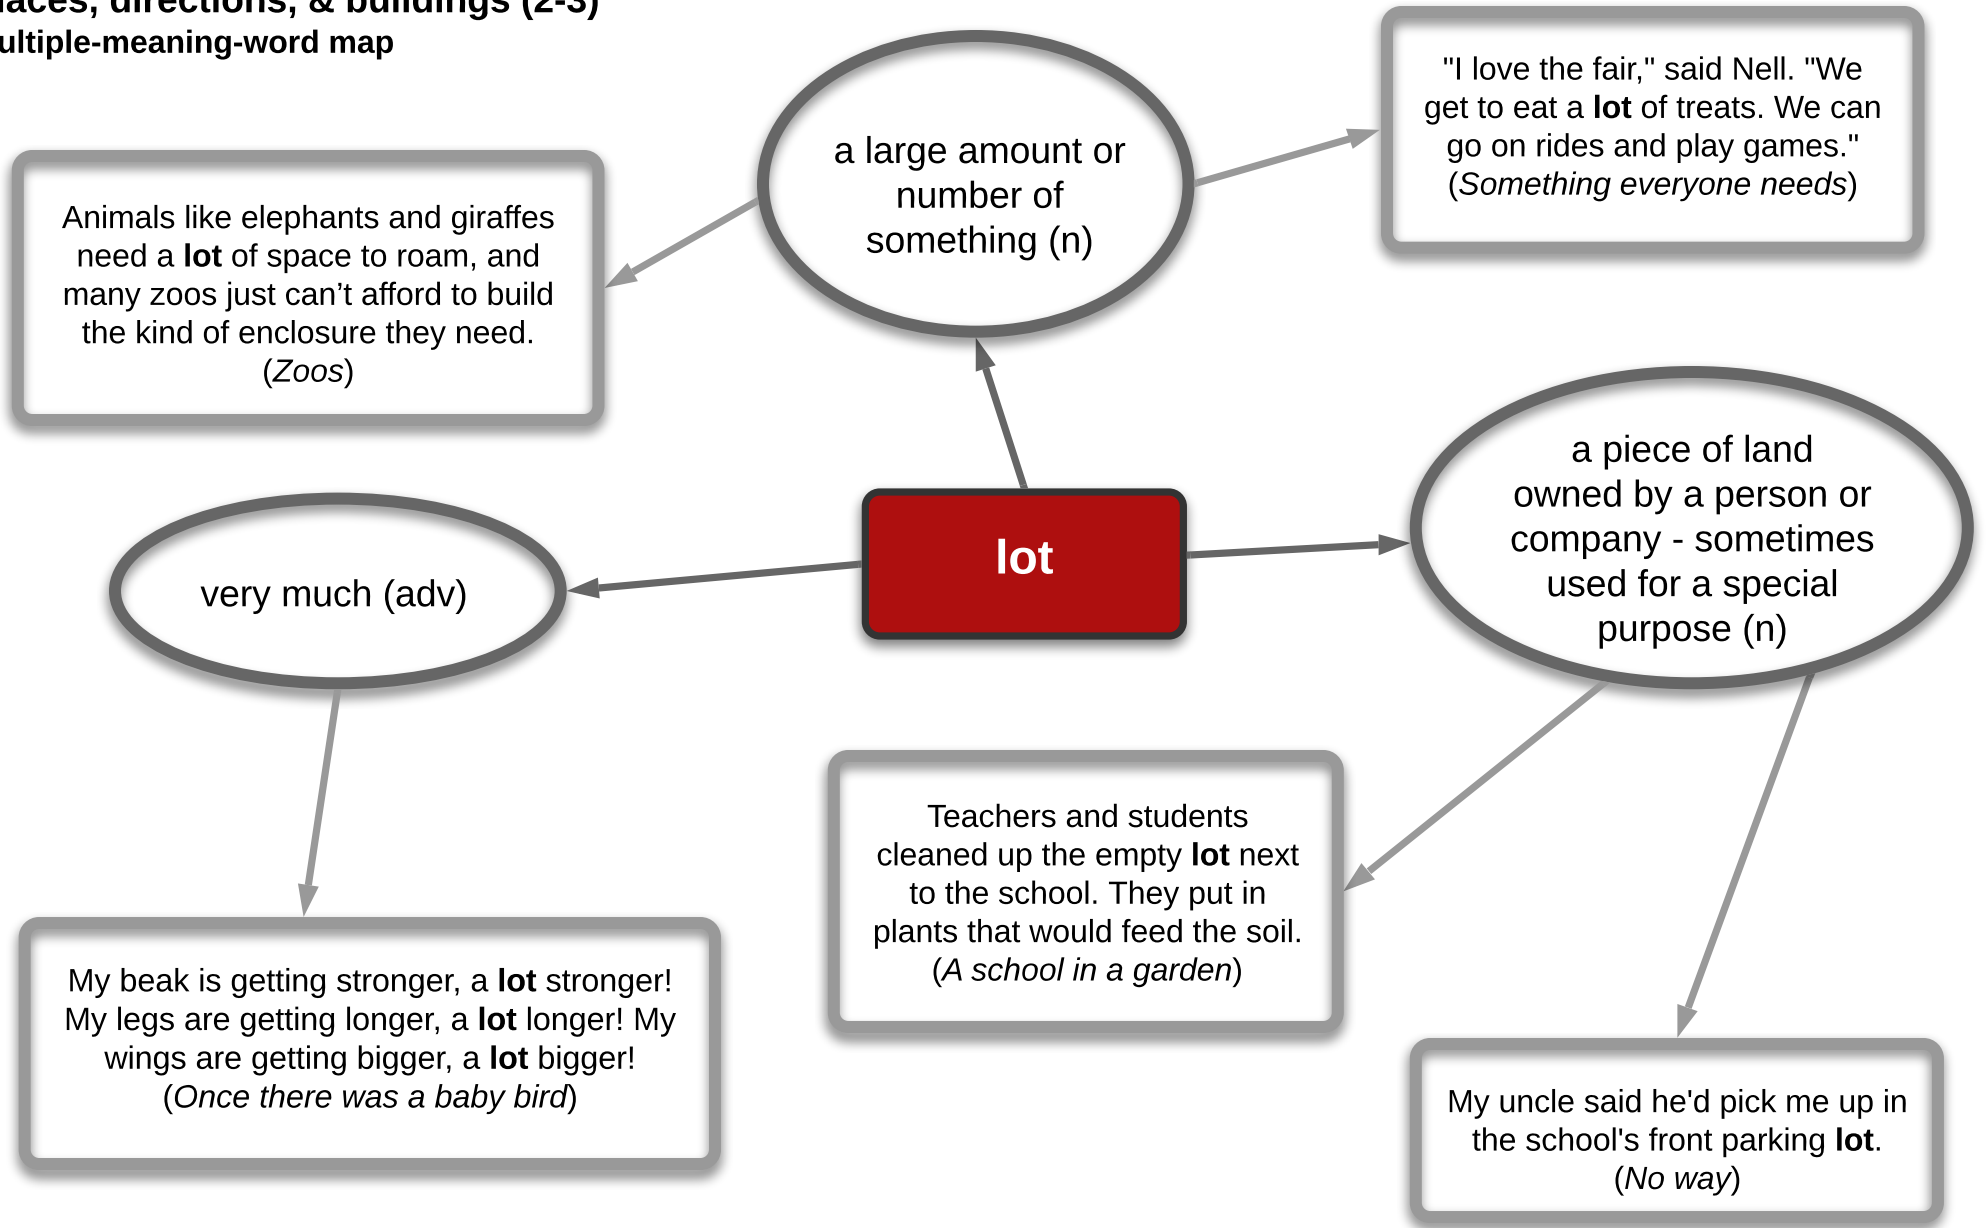 laces, directions, & buildings (2-3)
ultiple-meaning-word map
a large amount or
number of
something (n)
"I love the fair," said Nell. "We
get to eat a lot of treats. We can
go on rides and play games."
(Something everyone needs)
Animals like elephants and giraffes
need a lot of space to roam, and
many zoos just can’t afford to build
the kind of enclosure they need.
(Zoos)
a piece of land
owned by a person or
company - sometimes
used for a special
purpose (n)
lot
very much (adv)
Teachers and students
cleaned up the empty lot next
to the school. They put in
plants that would feed the soil.
(A school in a garden)
My beak is getting stronger, a lot stronger!
My legs are getting longer, a lot longer! My
wings are getting bigger, a lot bigger!
(Once there was a baby bird)
My uncle said he'd pick me up in
the school's front parking lot.
(No way)